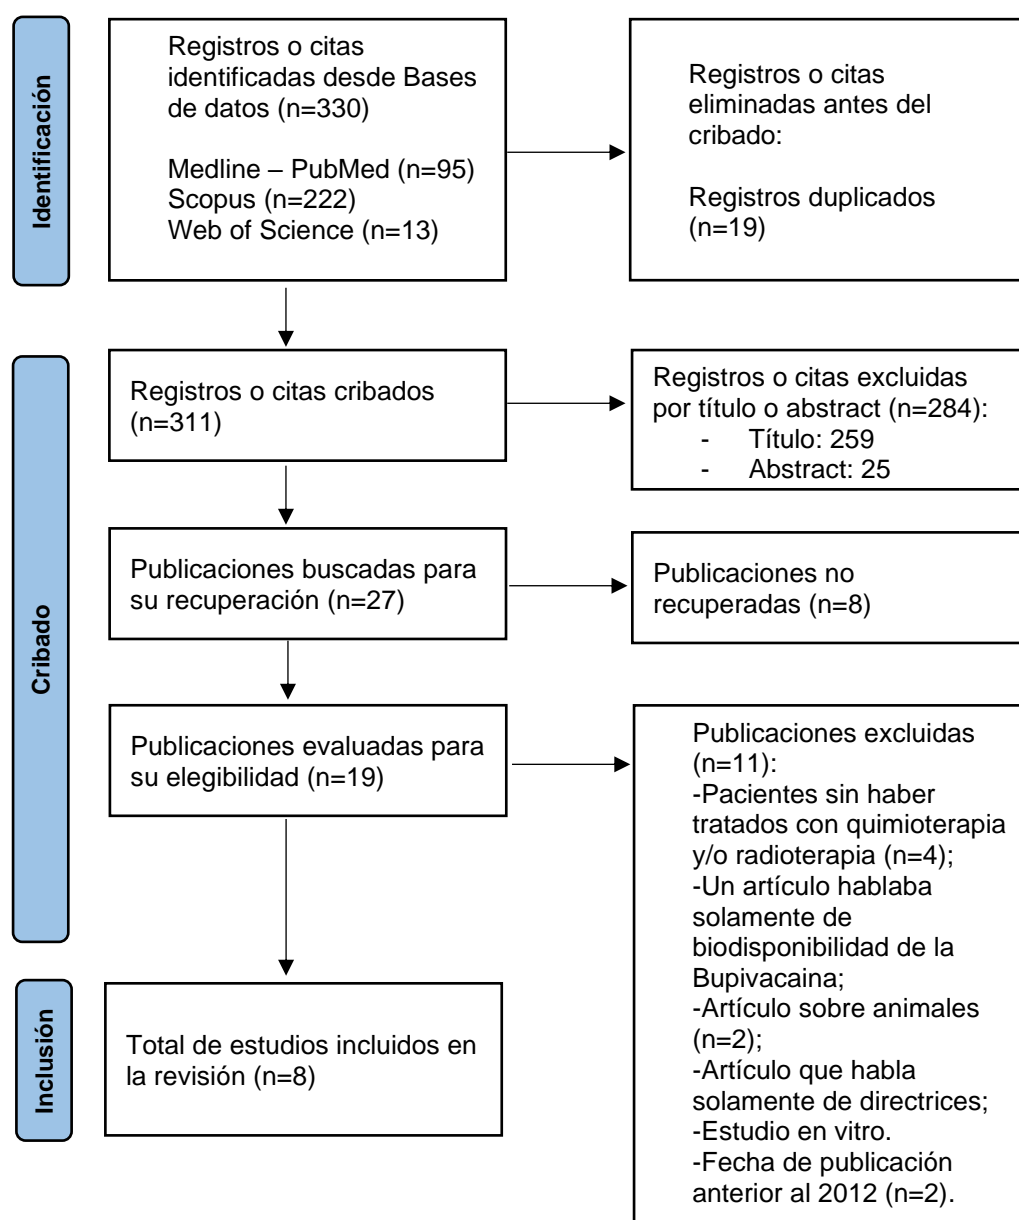 Identificación
Registros o citas
identificadas desde Bases
de datos (n=330)
Medline – PubMed (n=95)
Scopus (n=222)
Web of Science (n=13)
Registros o citas
eliminadas antes del
cribado:
Registros duplicados
(n=19)
Cribado
Registros o citas cribados
(n=311)
Registros o citas excluidas
por título o abstract (n=284):
- Título: 259
- Abstract: 25
Publicaciones buscadas para
su recuperación (n=27)
Publicaciones no
recuperadas (n=8)
Publicaciones evaluadas para
su elegibilidad (n=19)
Publicaciones excluidas
(n=11):
-Pacientes sin haber
tratados con quimioterapia
y/o radioterapia (n=4);
-Un artículo hablaba
solamente de
biodisponibilidad de la
Bupivacaina;
-Artículo sobre animales
(n=2);
-Artículo que habla
solamente de directrices;
-Estudio en vitro.
-Fecha de publicación
anterior al 2012 (n=2).
Inclusión
Total de estudios incluidos en
la revisión (n=8)